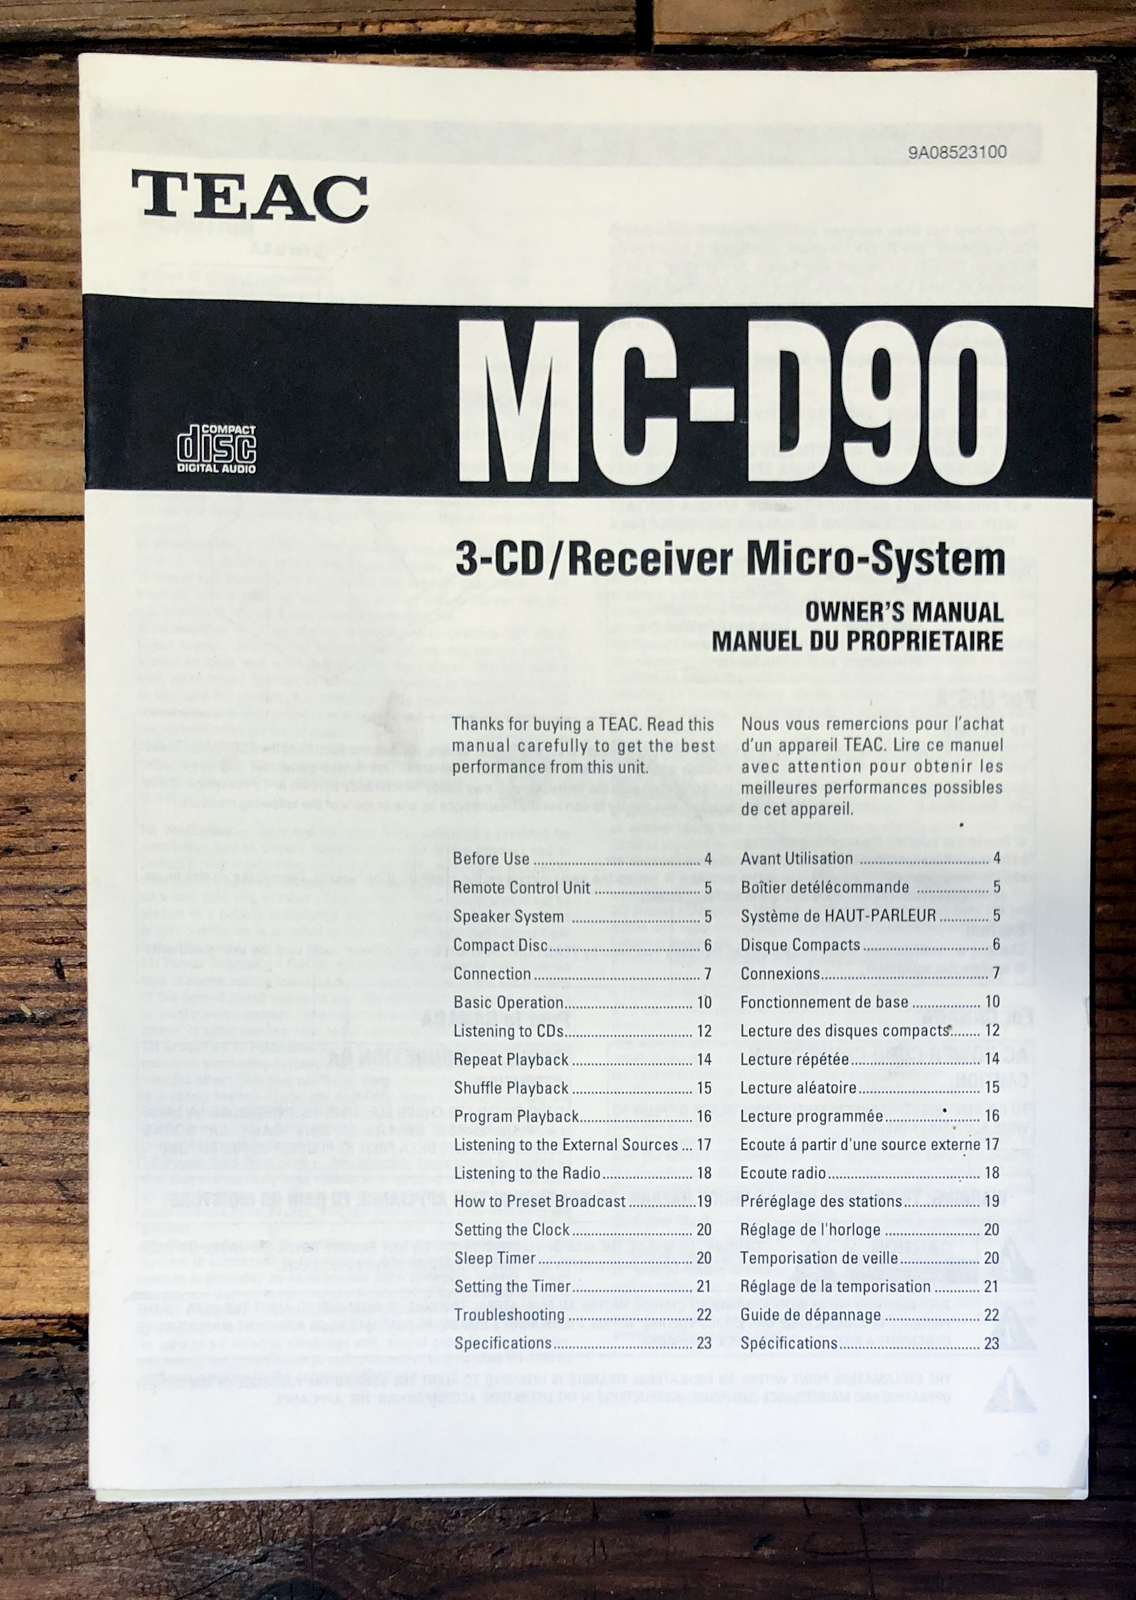 9A08523100
TEAC
MC-D90
COMPACT
disc
DIGITAL AUDIO
3-CD/Receiver Micro-System
OWNER'S MANUAL
MANUEL DU PROPRIETAIRE
Thanks for buying a TEAC. Read this
manual carefully to get the best
performance from this unit.
Nous vous remercions pour l'achat
d'un appareil TEAC. Lire ce manuel
avec attention pour obtenir les
meilleures performances possibles
de cet appareil.
Before Use ........................ 4
Remote Control Unit ........................ 5
Speaker System ........................ 5
Compact Disc........................ 6
Connection ........................ 7
Basic Operation........................ 10
Listening to CDs........................ 12
Repeat Playback ........................ 14
Shuffle Playback ........................ 15
Program Playback........................ 16
Listening to the External Sources ... 17
Listening to the Radio ........................ 18
How to Preset Broadcast ........................19
Setting the Clock........................ 20
Sleep Timer ........................ 20
Setting the Timer........................ 21
Troubleshooting ........................ 22
Specifications........................ 23
Avant Utilisation ........................ 4
Boîtier detélécommande ........................ 5
Système de HAUT-PARLEUR ............ 5
Disque Compacts ........................ 6
Connexions........................ 7
Fonctionnement de base ................. 10
Lecture des disques compacts........ 12
Lecture répétée........................ 14
Lecture aléatoire........................ 15
Lecture programmée........................ 16
Ecoute á partir d'une source externe 17
Ecoute radio........................ 18
Préréglage des stations................... 19
Réglage de l'horloge ........................ 20
Temporisation de veille.................... 20
Réglage de la temporisation ............ 21
Guide de dépannage ........................ 22
Spécifications........................ 23